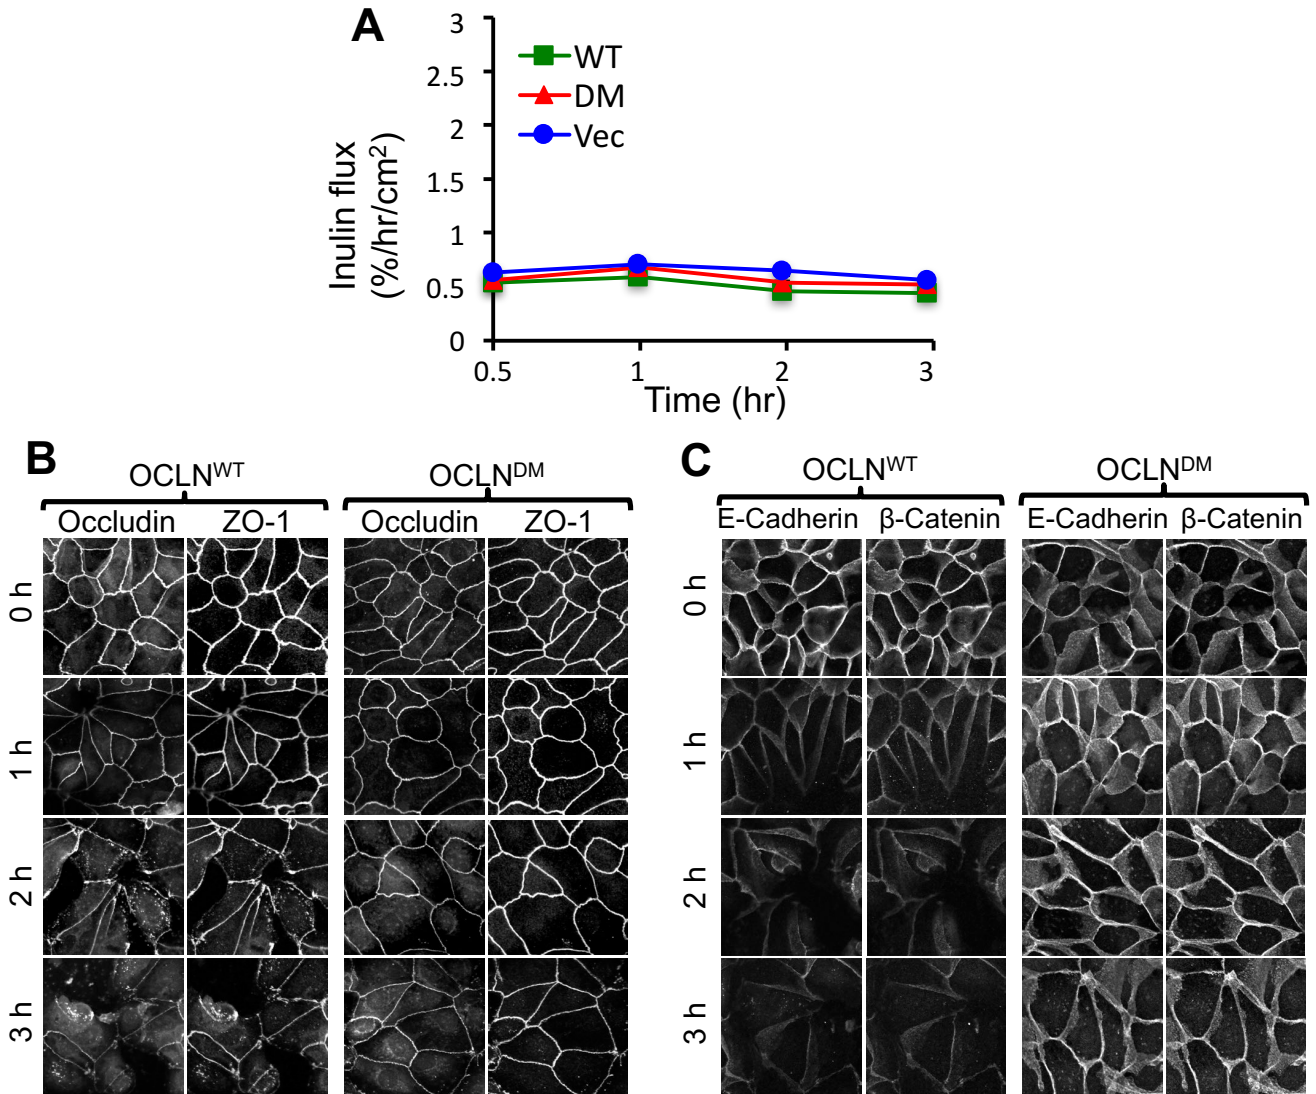 A
3
2.5
2
1.5
1
0.5
0
WT
DM
Vec
Inulin flux
(%/hr/cm²)
0.5 1 2 3
Time (hr)
B
OCLN^WT OCLN^DM
Occludin ZO-1 Occludin ZO-1
0 h
1 h
2 h
3 h
C
OCLN^WT OCLN^DM
E-Cadherin β-Catenin E-Cadherin β-Catenin
0 h
1 h
2 h
3 h